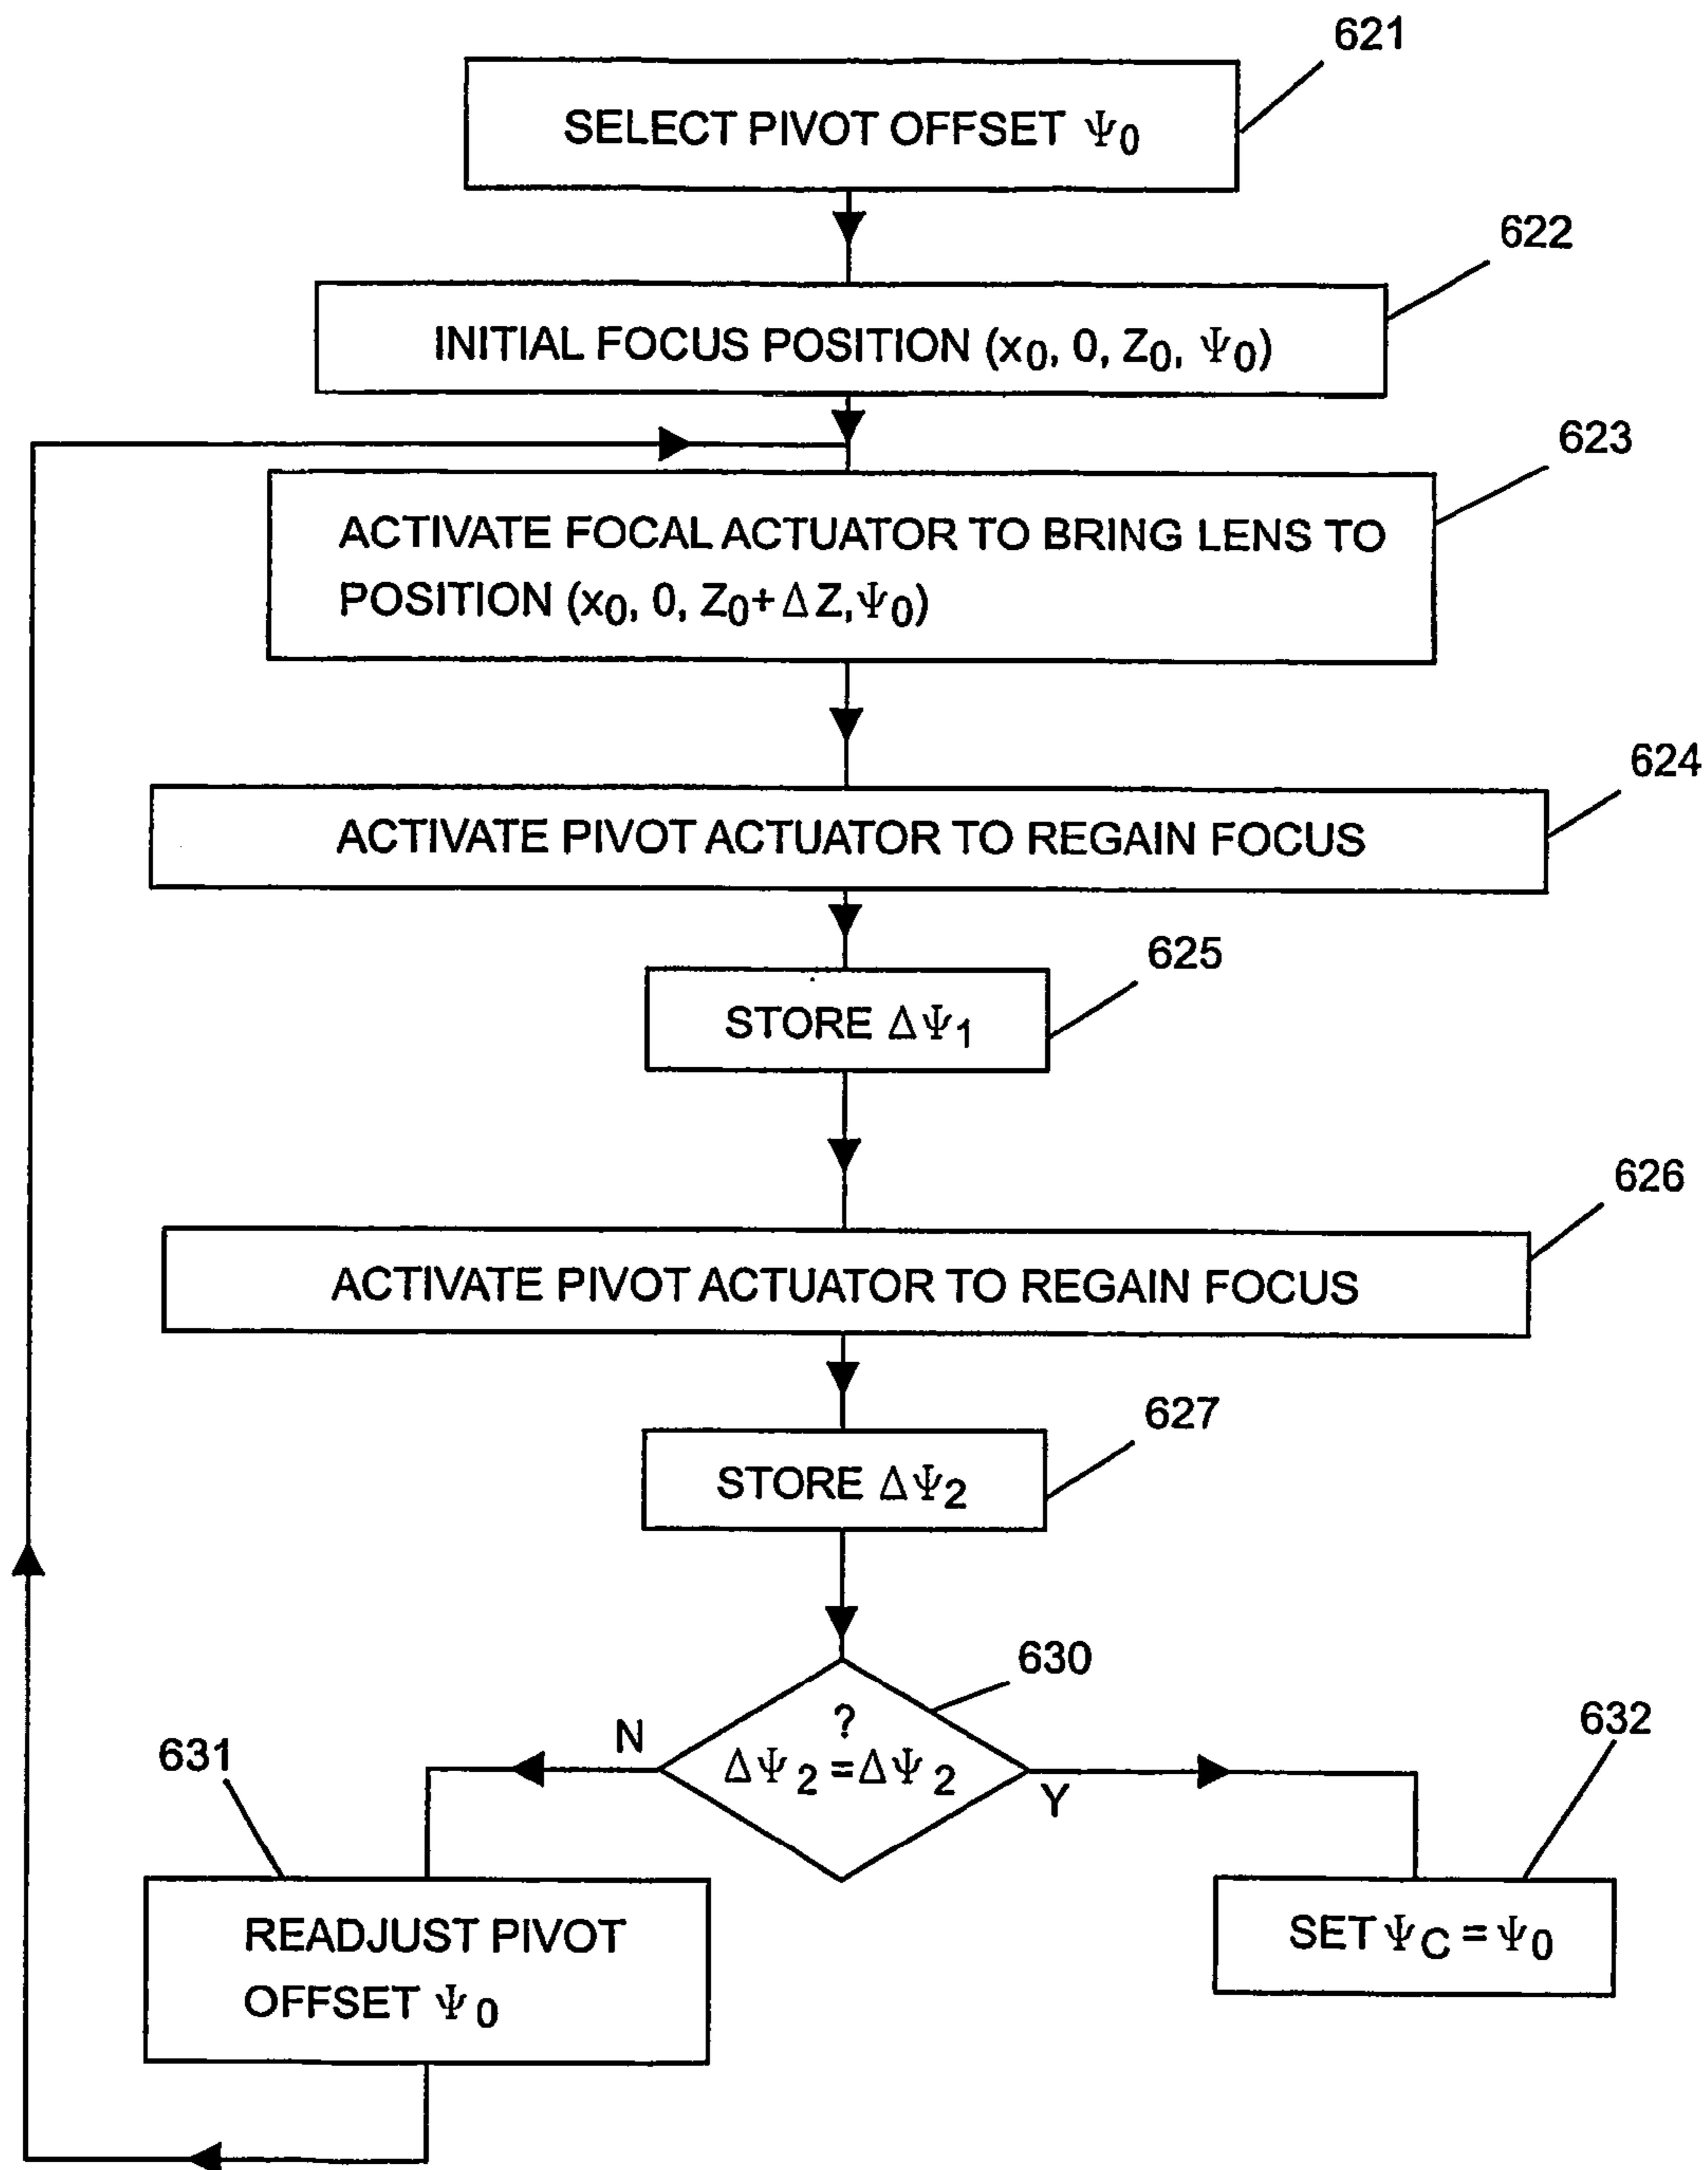 621
SELECT PIVOT OFFSET Ψ0
622
INITIAL FOCUS POSITION (x0, 0, Z0, Ψ0)
623
ACTIVATE FOCAL ACTUATOR TO BRING LENS TO
POSITION (x0, 0, Z0+ΔZ,Ψ0)
624
ACTIVATE PIVOT ACTUATOR TO REGAIN FOCUS
625
STORE ΔΨ1
626
ACTIVATE PIVOT ACTUATOR TO REGAIN FOCUS
627
STORE ΔΨ2
630
?
ΔΨ2=ΔΨ2
N
Y
631
632
READJUST PIVOT
OFFSET Ψ0
SET ΨC=Ψ0